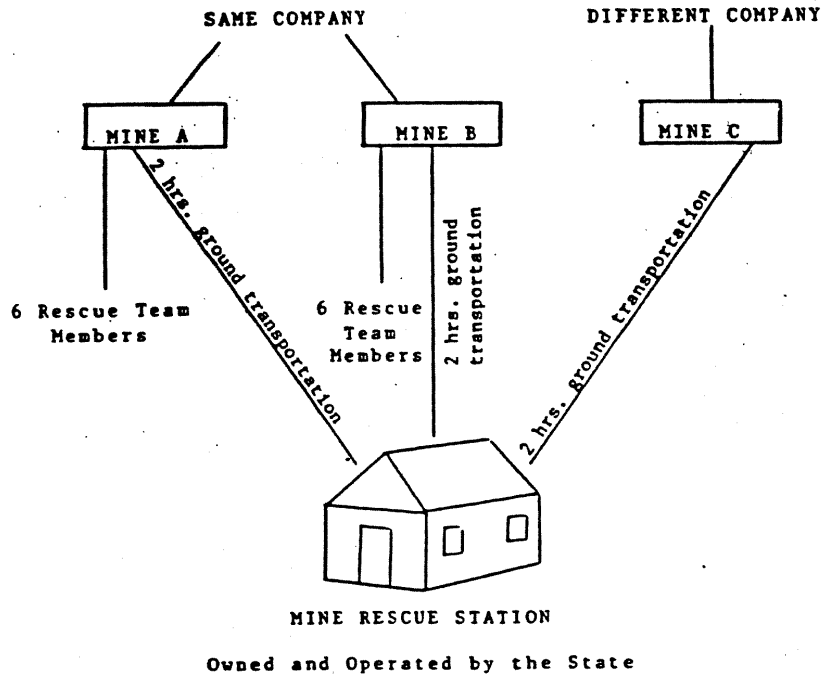 SAME COMPANY
DIFFERENT COMPANY
MINE A
MINE B
MINE C
2 hrs. ground transportation
2 hrs. ground
transportation
2 hrs. ground transportation
6 Rescue Team
Members
6 Rescue
Team
Members
MINE RESCUE STATION
Owned and Operated by the State